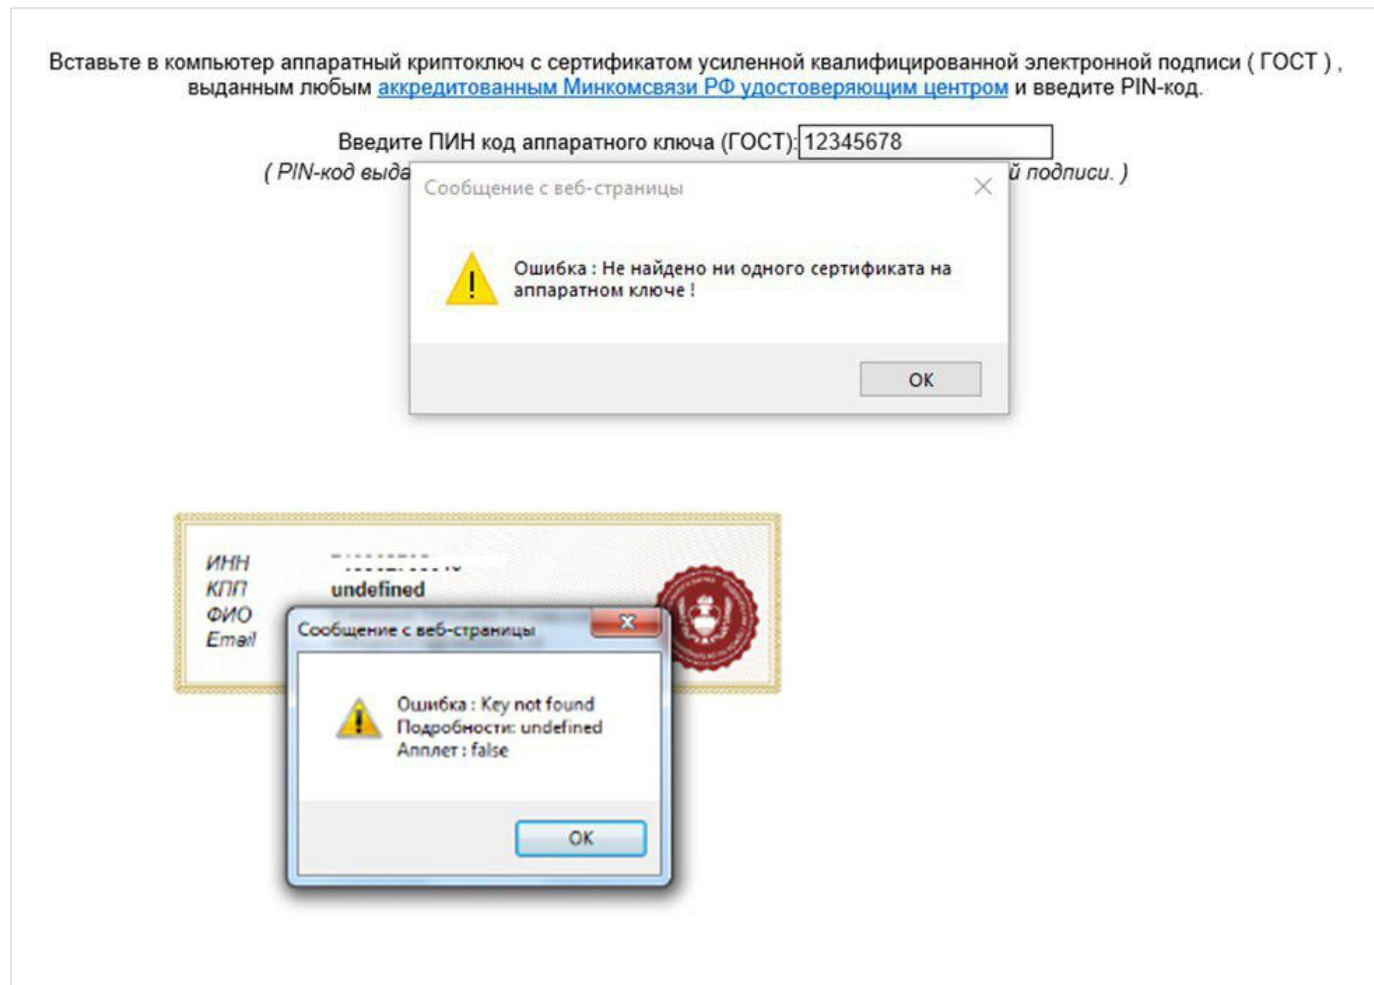 Вставьте в компьютер аппаратный криптоключ с сертификатом усиленной квалифицированной электронной подписи ( ГОСТ ) ,
выданным любым аккредитованным Минкомсвязи РФ удостоверяющим центром и введите PIN-код.
Введите ПИН код аппаратного ключа (ГОСТ): 12345678
( PIN-код выда й подписи. )
Сообщение с веб-страницы
Ошибка : Не найдено ни одного сертификата на
аппаратном ключе !
ОК
ИНН
КПП undefined
ФИО
Email
Сообщение с веб-страницы
Ошибка : Key not found
Подробности: undefined
Апплет : false
ОК